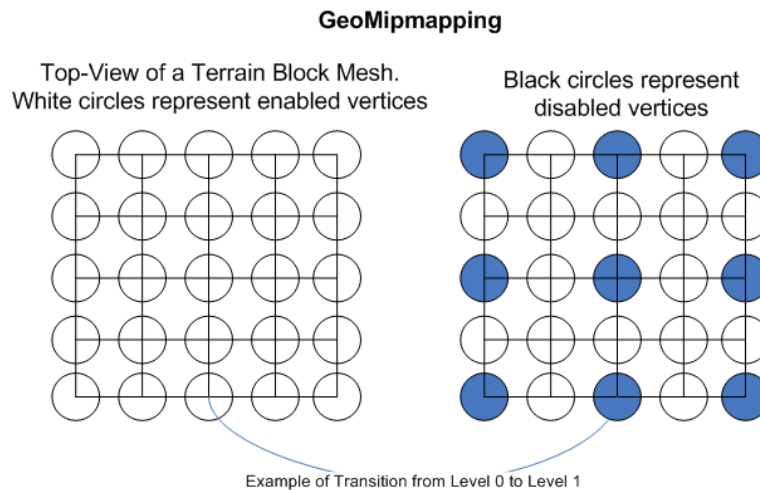 GeoMipmapping
Top-View of a Terrain Block Mesh.
White circles represent enabled vertices
Black circles represent
disabled vertices
Example of Transition from Level 0 to Level 1